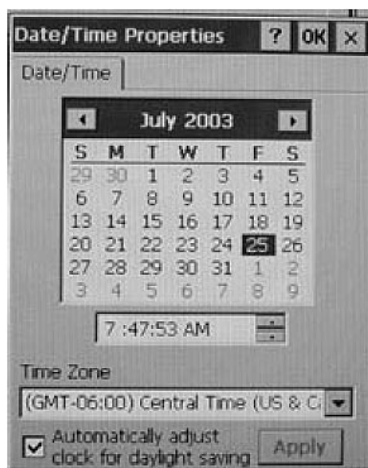 Date/Time Properties ? OK ×
Date/Time
July 2003
S M T W T F S
29 30 1 2 3 4 5
6 7 8 9 10 11 12
13 14 15 16 17 18 19
20 21 22 23 24 25 26
27 28 29 30 31 1 2
3 4 5 6 7 8 9
7 :47:53 AM
Time Zone
(GMT-06:00) Central Time (US & Ca
Automatically adjust
clock for daylight saving
Apply